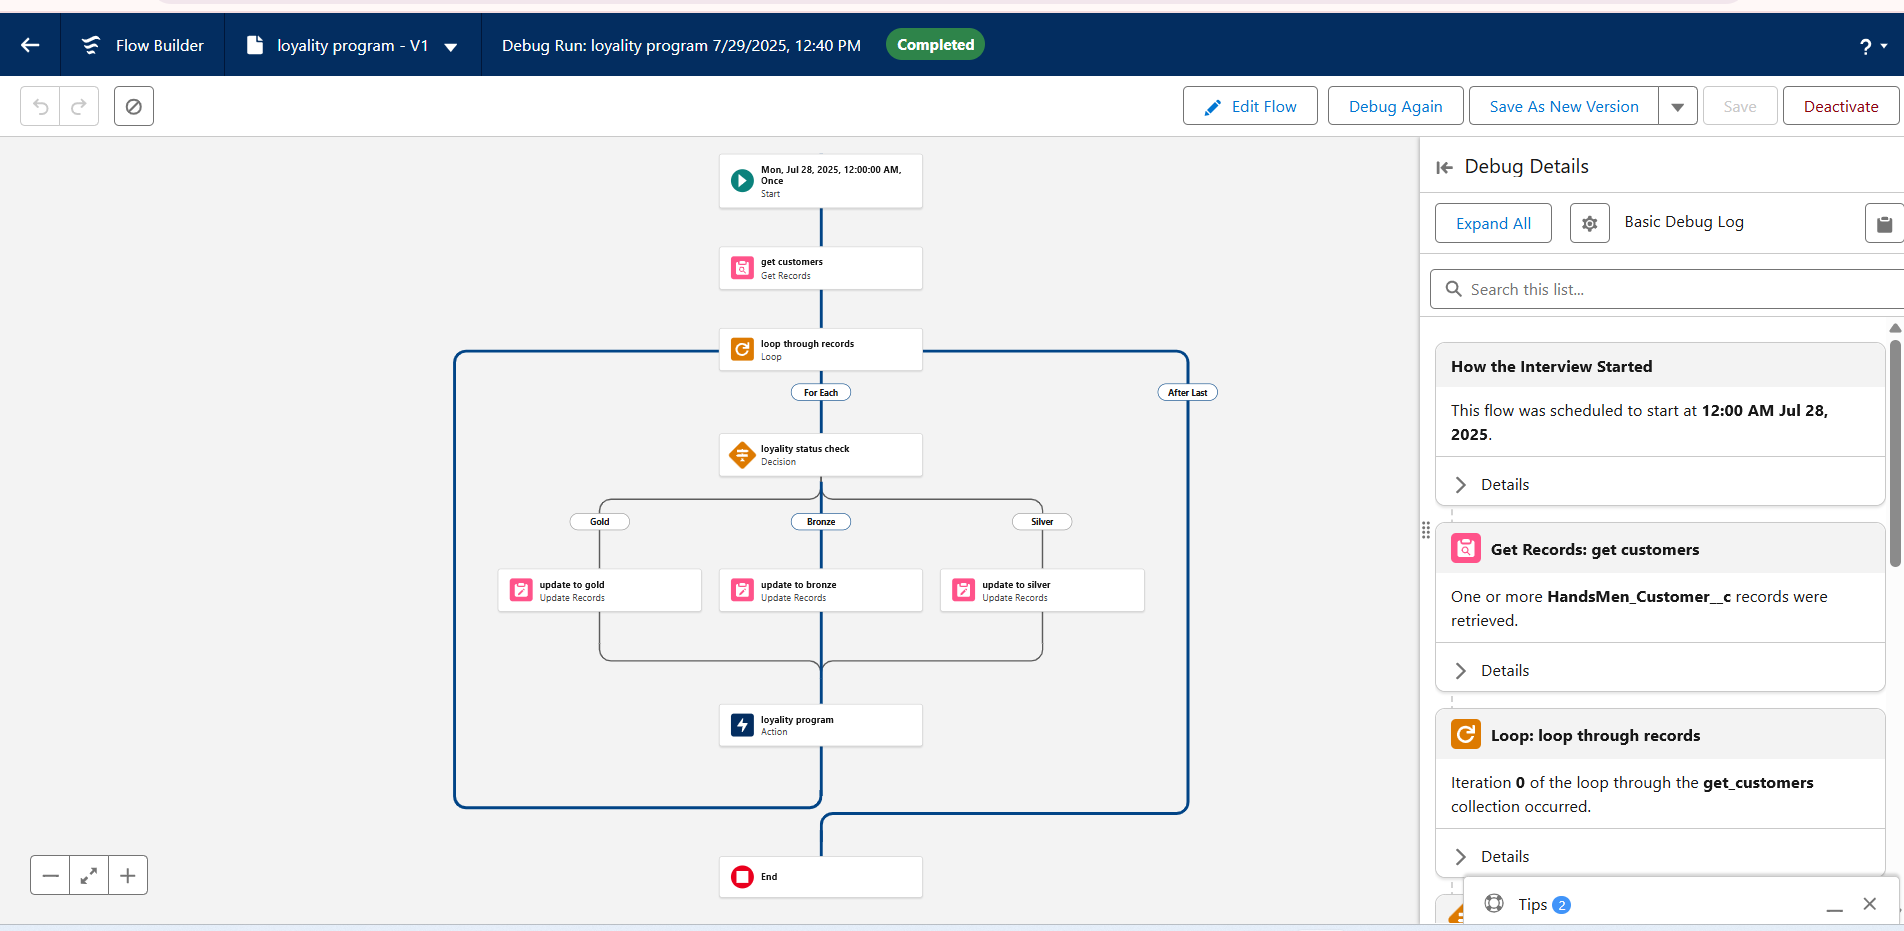 Flow Builder
loyality program - V1
Debug Run: loyality program 7/29/2025, 12:40 PM
Completed
?
Edit Flow
Debug Again
Save As New Version
Save
Deactivate
Mon, Jul 28, 2025, 12:00:00 AM,
Once
Start
get customers
Get Records
loop through records
Loop
For Each
After Last
loyality status check
Decision
Gold
Bronze
Silver
update to gold
Update Records
update to bronze
Update Records
update to silver
Update Records
loyality program
Action
End
Debug Details
Expand All
Basic Debug Log
Search this list...
How the Interview Started
This flow was scheduled to start at 12:00 AM Jul 28,
2025.
Details
Get Records: get customers
One or more HandsMen_Customer__c records were
retrieved.
Details
Loop: loop through records
Iteration 0 of the loop through the get_customers
collection occurred.
Details
Tips 2